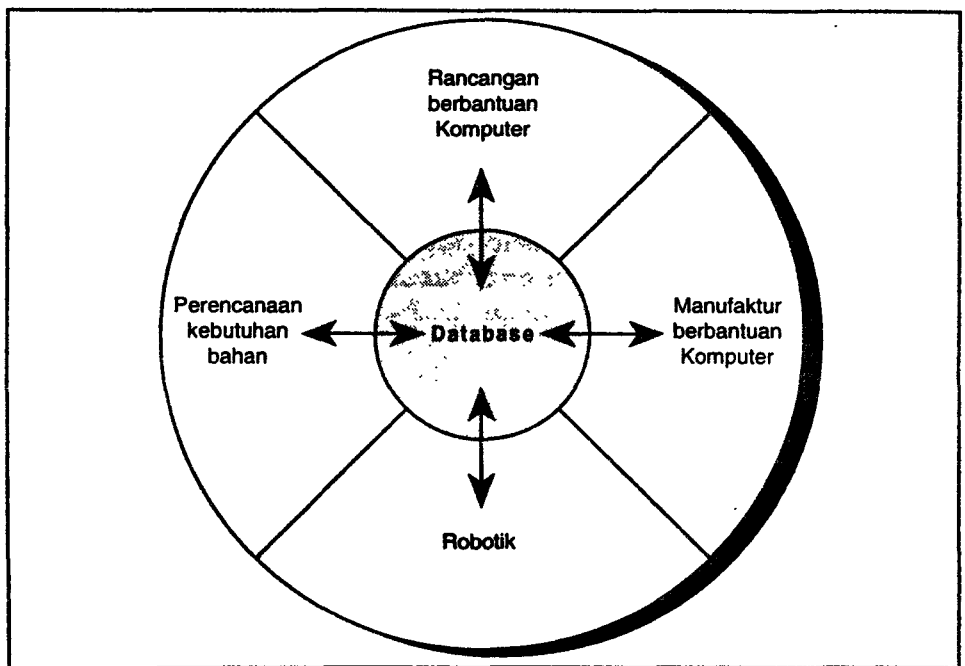 Rancangan
berbantuan
Komputer
Perencanaan
kebutuhan
bahan
Database
Manufaktur
berbantuan
Komputer
Robotik